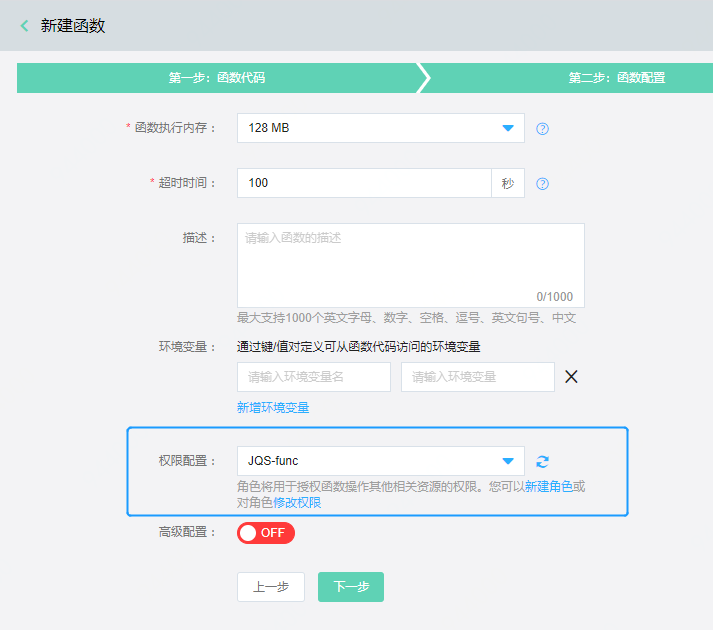 新建函数
第一步：函数代码
第二步：函数配置
* 函数执行内存： 128 MB
* 超时时间： 100 秒
描述： 请输入函数的描述
0/1000
最大支持1000个英文字母、数字、空格、逗号、英文句号、中文
环境变量： 通过键/值对定义可从函数代码访问的环境变量
请输入环境变量名 请输入环境变量
新增环境变量
权限配置： JQS-func
角色将用于授权函数操作其他相关资源的权限。您可以新建角色或
对角色修改权限
高级配置： OFF
上一步 下一步